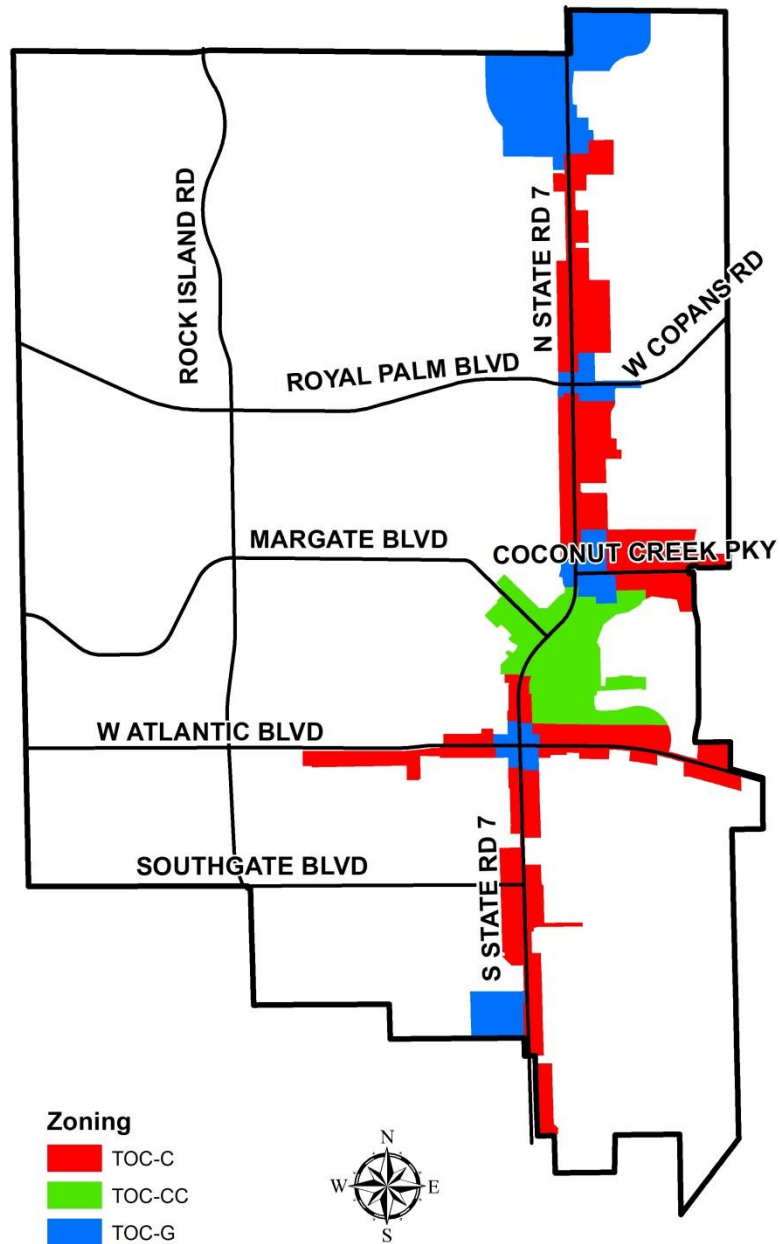 ROCK ISLAND RD
N STATE RD 7
W COPANS RD
ROYAL PALM BLVD
MARGATE BLVD
COCONUT CREEK PKY
W ATLANTIC BLVD
SOUTHGATE BLVD
S STATE RD 7
Zoning
TOC-C
TOC-CC
TOC-G
N
W
E
S